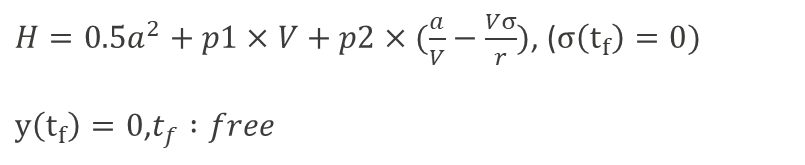 H = 0.5a² + p1 × V + p2 × (a/V − Vσ/r), (σ(t_f) = 0)
y(t_f) = 0,t_f : free